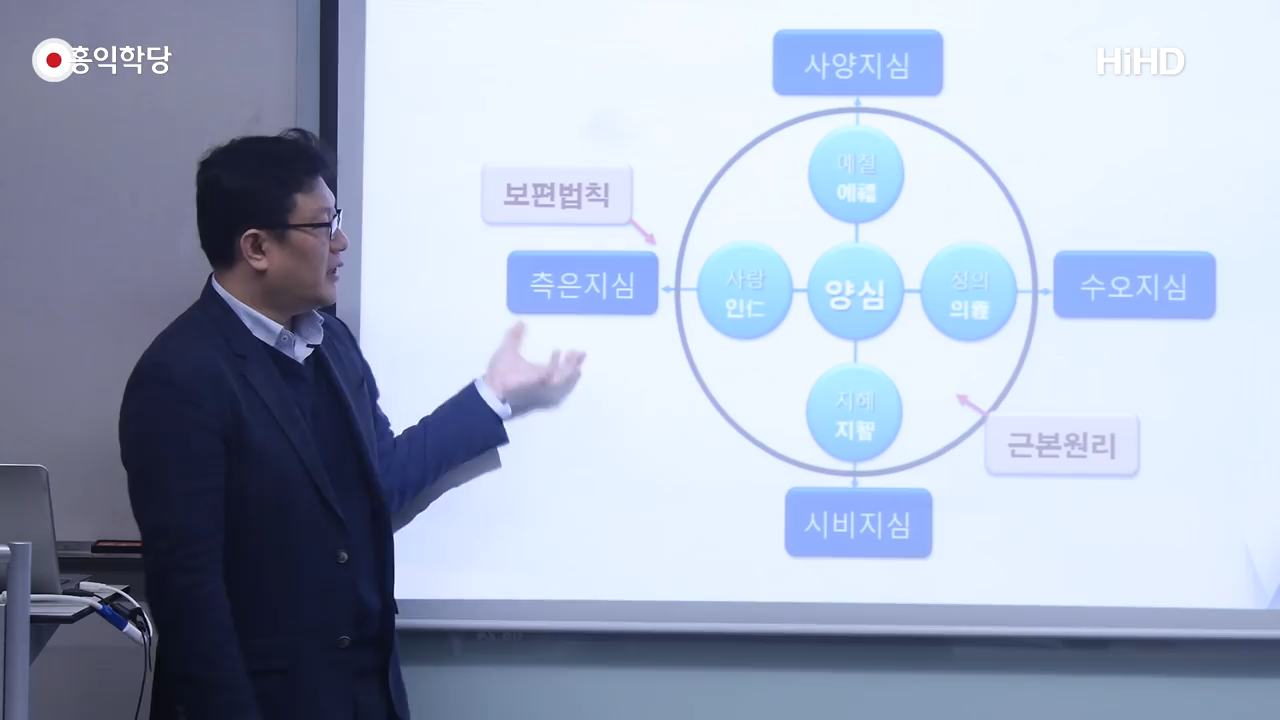 홍익학당
HiHD
사양지심
예절
예禮
보편법칙
측은지심
사랑
인仁
양심
정의
의義
수오지심
지혜
지智
근본원리
시비지심